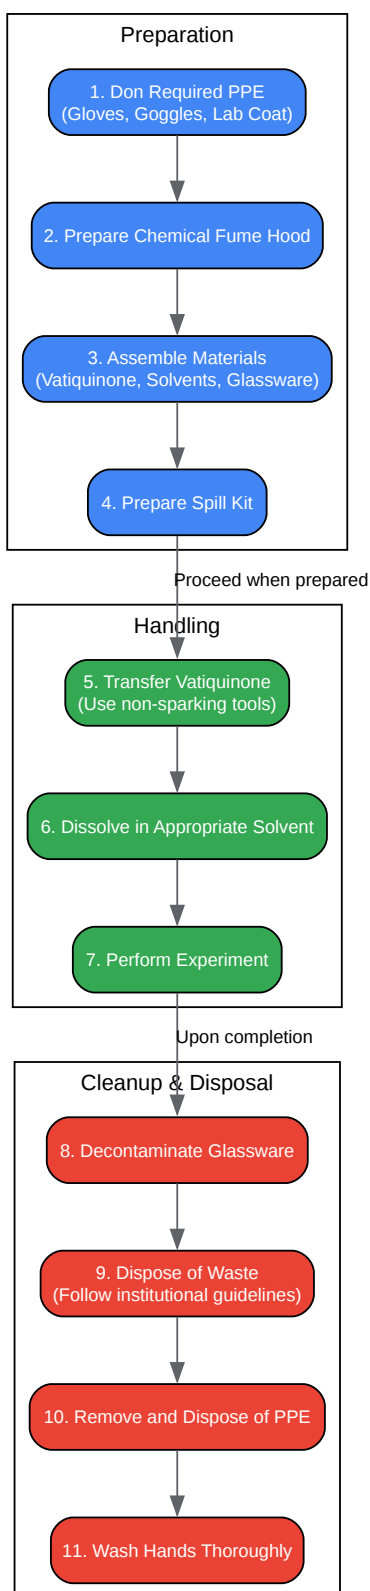 Preparation
1. Don Required PPE
(Gloves, Goggles, Lab Coat)
2. Prepare Chemical Fume Hood
3. Assemble Materials
(Vatiquinone, Solvents, Glassware)
4. Prepare Spill Kit
Proceed when prepared
Handling
5. Transfer Vatiquinone
(Use non-sparking tools)
6. Dissolve in Appropriate Solvent
7. Perform Experiment
Upon completion
Cleanup & Disposal
8. Decontaminate Glassware
9. Dispose of Waste
(Follow institutional guidelines)
10. Remove and Dispose of PPE
11. Wash Hands Thoroughly